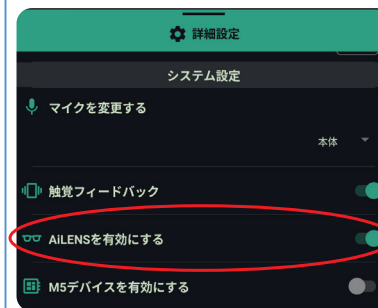 詳細設定
システム設定
マイクを変更する
本体
触覚フィードバック
AiLENSを有効にする
M5デバイスを有効にする